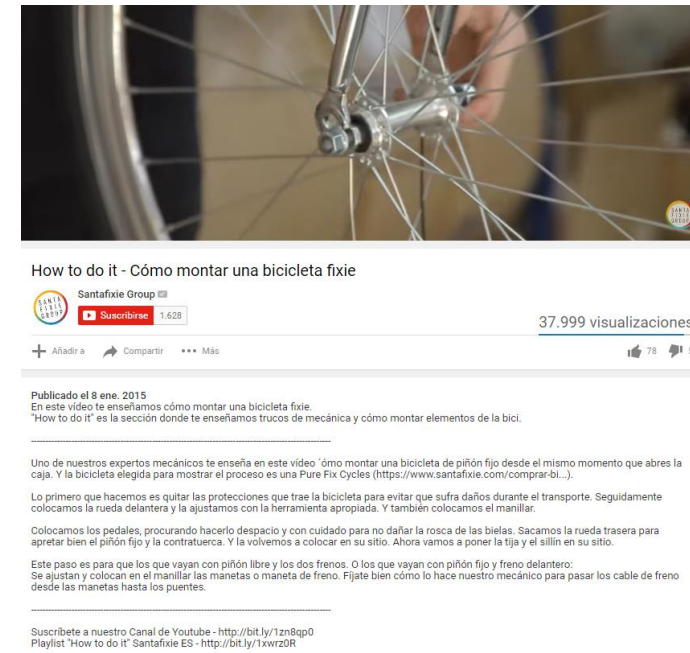 SANTA
FIXIE
GROUP
How to do it - Cómo montar una bicicleta fixie
SANTA
FIXIE
GROUP
Santafixie Group
Suscribirse 1.628
37.999 visualizaciones
Añadir a Compartir Más
78
Publicado el 8 ene. 2015
En este vídeo te enseñamos cómo montar una bicicleta fixie.
"How to do it" es la sección donde te enseñamos trucos de mecánica y cómo montar elementos de la bici.
Uno de nuestros expertos mecánicos te enseña en este vídeo ´ómo montar una bicicleta de piñón fijo desde el mismo momento que abres la
caja. Y la bicicleta elegida para mostrar el proceso es una Pure Fix Cycles (https://www.santafixie.com/comprar-bi...).
Lo primero que hacemos es quitar las protecciones que trae la bicicleta para evitar que sufra daños durante el transporte. Seguidamente
colocamos la rueda delantera y la ajustamos con la herramienta apropiada. Y también colocamos el manillar.
Colocamos los pedales, procurando hacerlo despacio y con cuidado para no dañar la rosca de las bielas. Sacamos la rueda trasera para
apretar bien el piñón fijo y la contratuerca. Y la volvemos a colocar en su sitio. Ahora vamos a poner la tija y el sillín en su sitio.
Este paso es para que los que vayan con piñón libre y los dos frenos. O los que vayan con piñón fijo y freno delantero:
Se ajustan y colocan en el manillar las manetas o maneta de freno. Fíjate bien cómo lo hace nuestro mecánico para pasar los cable de freno
desde las manetas hasta los puentes.
Suscríbete a nuestro Canal de Youtube - http://bit.ly/1zn8qp0
Playlist "How to do it" Santafixie ES - http://bit.ly/1xwrz0R